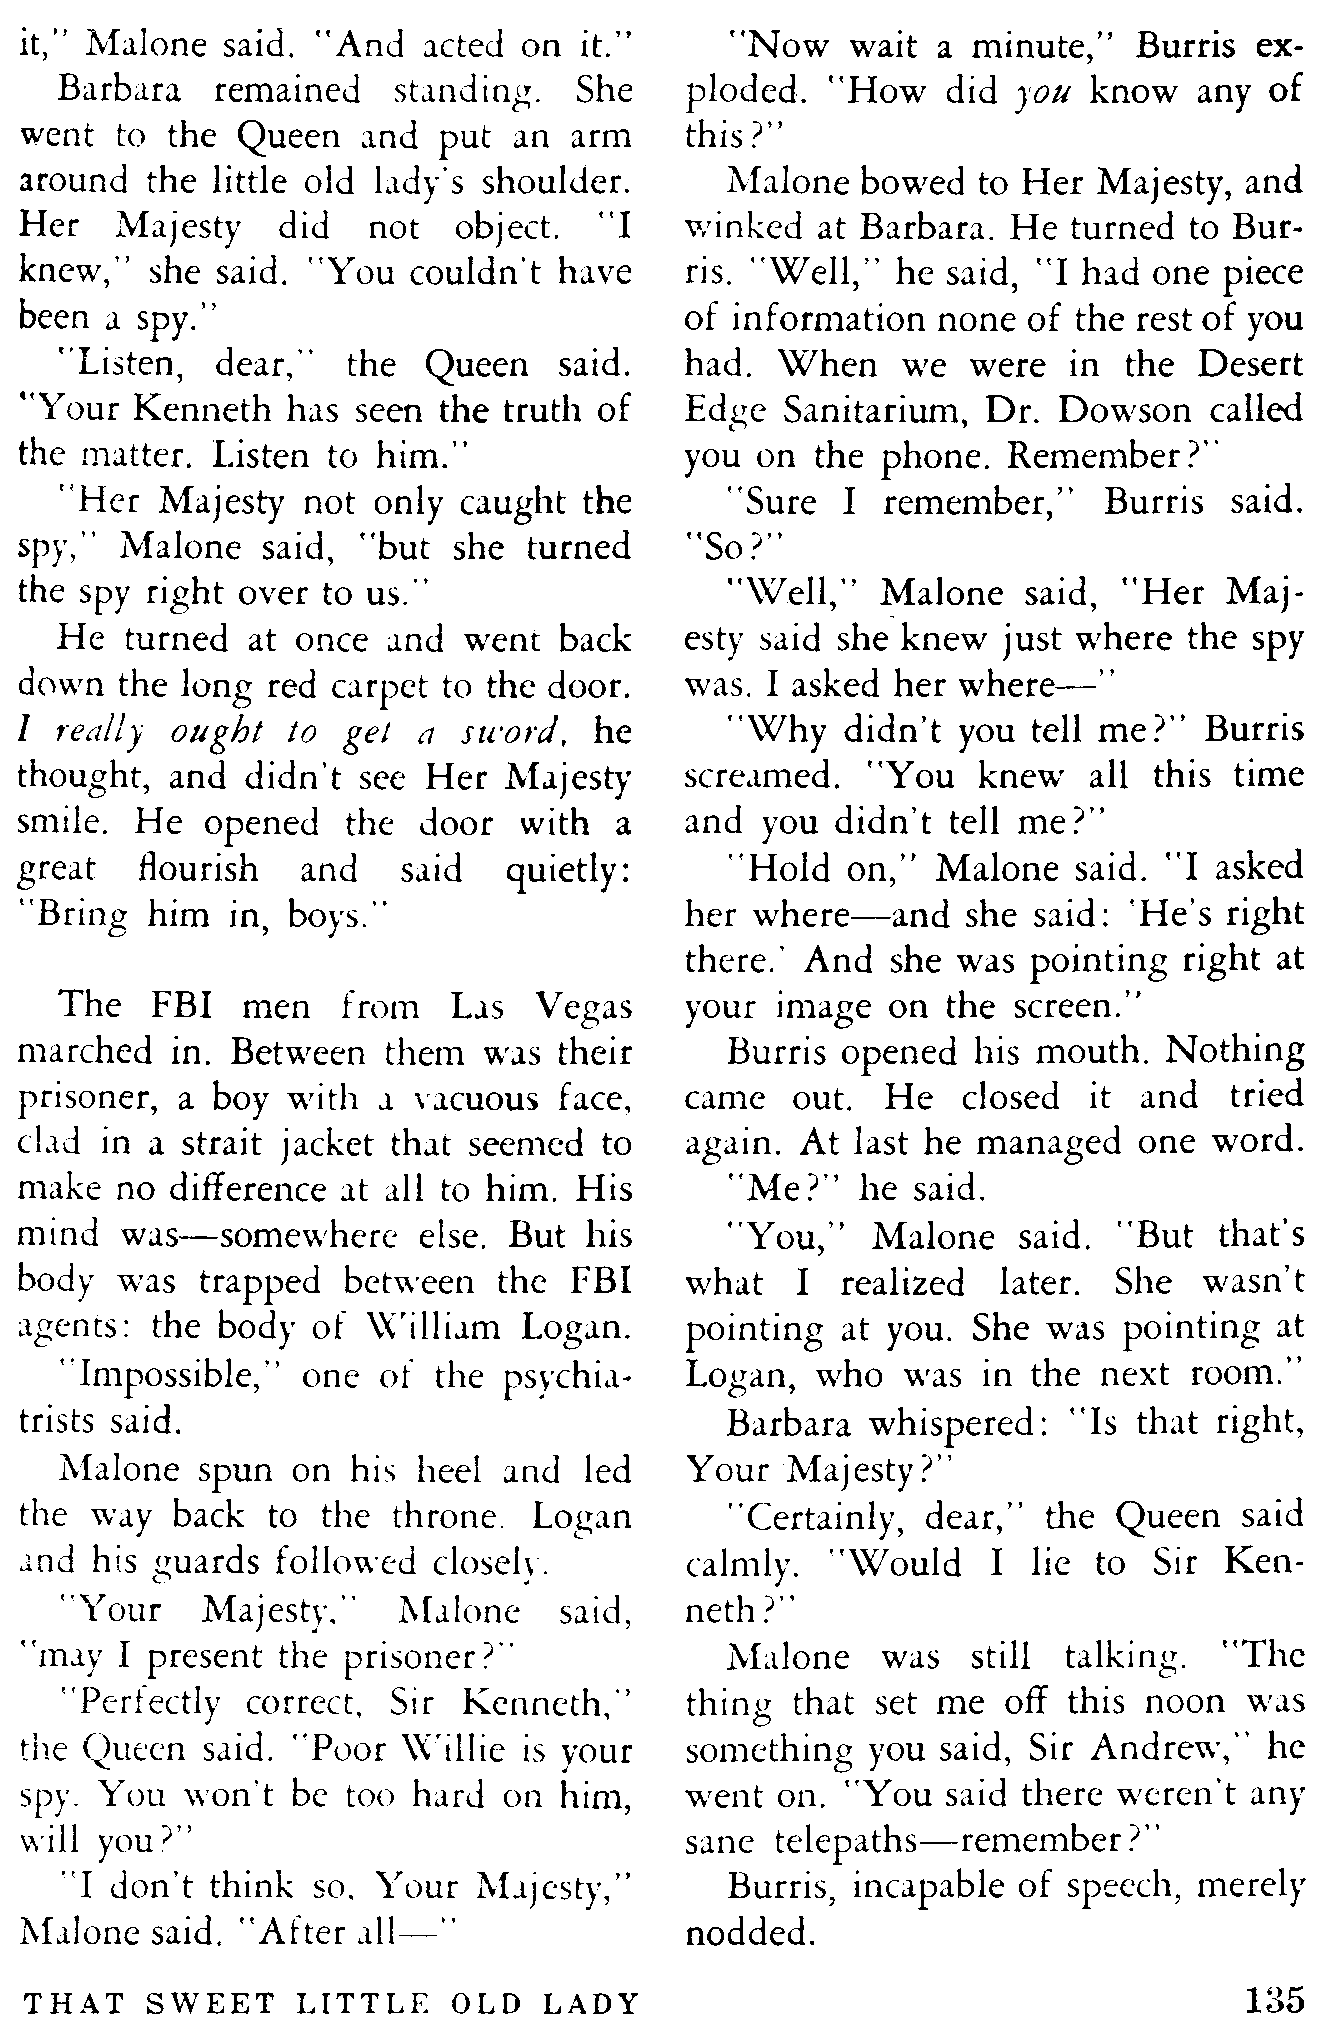 it," Malone said. "And acted on it."
Barbara remained standing. She
went to the Queen and put an arm
around the little old lady's shoulder.
Her Majesty did not object. "I
knew," she said. "You couldn't have
been a spy."
"Listen, dear," the Queen said.
"Your Kenneth has seen the truth of
the matter. Listen to him."
"Her Majesty not only caught the
spy," Malone said, "but she turned
the spy right over to us."
He turned at once and went back
down the long red carpet to the door.
I really ought to get a sword, he
thought, and didn't see Her Majesty
smile. He opened the door with a
great flourish and said quietly:
"Bring him in, boys."
The FBI men from Las Vegas
marched in. Between them was their
prisoner, a boy with a vacuous face,
clad in a strait jacket that seemed to
make no difference at all to him. His
mind was—somewhere else. But his
body was trapped between the FBI
agents: the body of William Logan.
"Impossible," one of the psychia-
trists said.
Malone spun on his heel and led
the way back to the throne. Logan
and his guards followed closely.
"Your Majesty," Malone said,
"may I present the prisoner?"
"Perfectly correct, Sir Kenneth,"
the Queen said. "Poor Willie is your
spy. You won't be too hard on him,
will you?"
"I don't think so, Your Majesty,"
Malone said. "After all—"
"Now wait a minute," Burris ex-
ploded. "How did you know any of
this?"
Malone bowed to Her Majesty, and
winked at Barbara. He turned to Bur-
ris. "Well," he said, "I had one piece
of information none of the rest of you
had. When we were in the Desert
Edge Sanitarium, Dr. Dowson called
you on the phone. Remember?"
"Sure I remember," Burris said.
"So?"
"Well," Malone said, "Her Maj-
esty said she knew just where the spy
was. I asked her where—"
"Why didn't you tell me?" Burris
screamed. "You knew all this time
and you didn't tell me?"
"Hold on," Malone said. "I asked
her where—and she said: 'He's right
there.' And she was pointing right at
your image on the screen."
Burris opened his mouth. Nothing
came out. He closed it and tried
again. At last he managed one word.
"Me?" he said.
"You," Malone said. "But that's
what I realized later. She wasn't
pointing at you. She was pointing at
Logan, who was in the next room."
Barbara whispered: "Is that right,
Your Majesty?"
"Certainly, dear," the Queen said
calmly. "Would I lie to Sir Ken-
neth?"
Malone was still talking. "The
thing that set me off this noon was
something you said, Sir Andrew," he
went on. "You said there weren't any
sane telepaths—remember?"
Burris, incapable of speech, merely
nodded.
THAT SWEET LITTLE OLD LADY 135